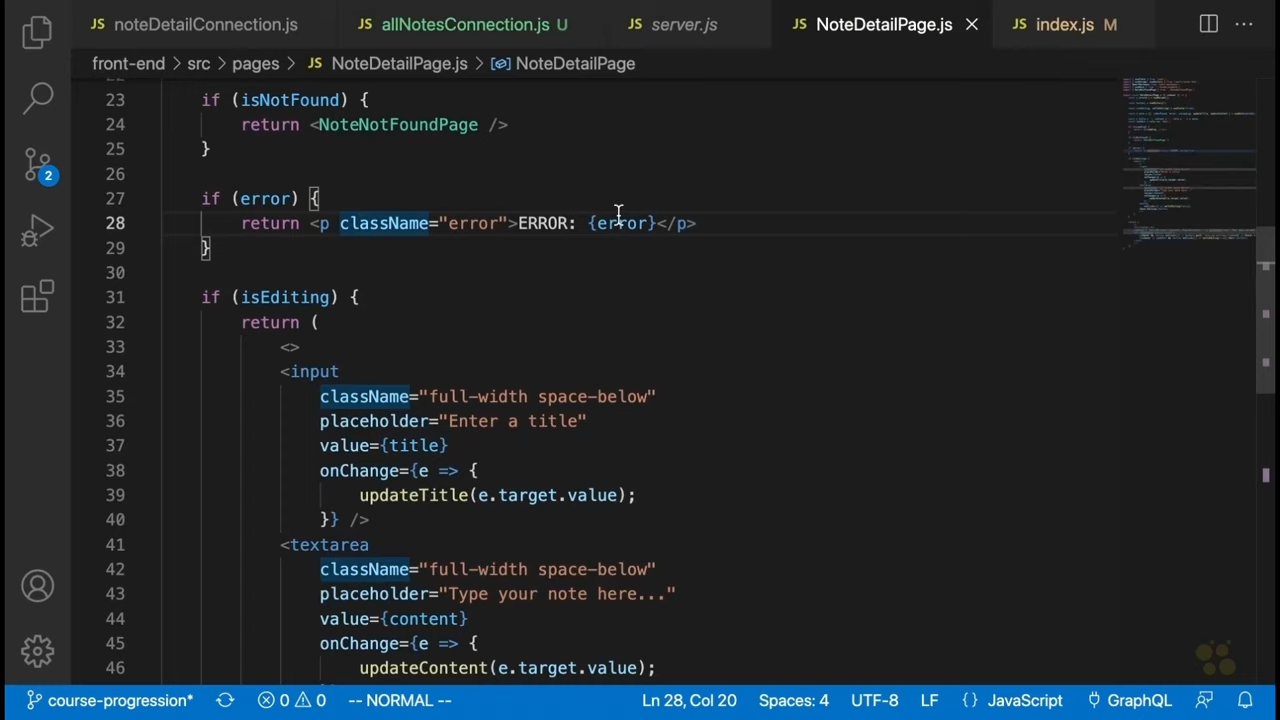 noteDetailConnection.js JS allNotesConnection.js U JS server.js JS NoteDetailPage.js JS index.js M
front-end > src > pages > JS NoteDetailPage.js > NoteDetailPage
23 if (isNotFound) {
24 return <NoteNotFoundPage />
25 }
26
27 if (error) {
28 return <p className="error">ERROR: {error}</p>
29 }
30
31 if (isEditing) {
32 return (
33 <>
34 <input
35 className="full-width space-below"
36 placeholder="Enter a title"
37 value={title}
38 onChange={e => {
39 updateTitle(e.target.value);
40 }} />
41 <textarea
42 className="full-width space-below"
43 placeholder="Type your note here..."
44 value={content}
45 onChange={e => {
46 updateContent(e.target.value);
2
course-progression* 0 0 -- NORMAL -- Ln 28, Col 20 Spaces: 4 UTF-8 LF {} JavaScript GraphQL